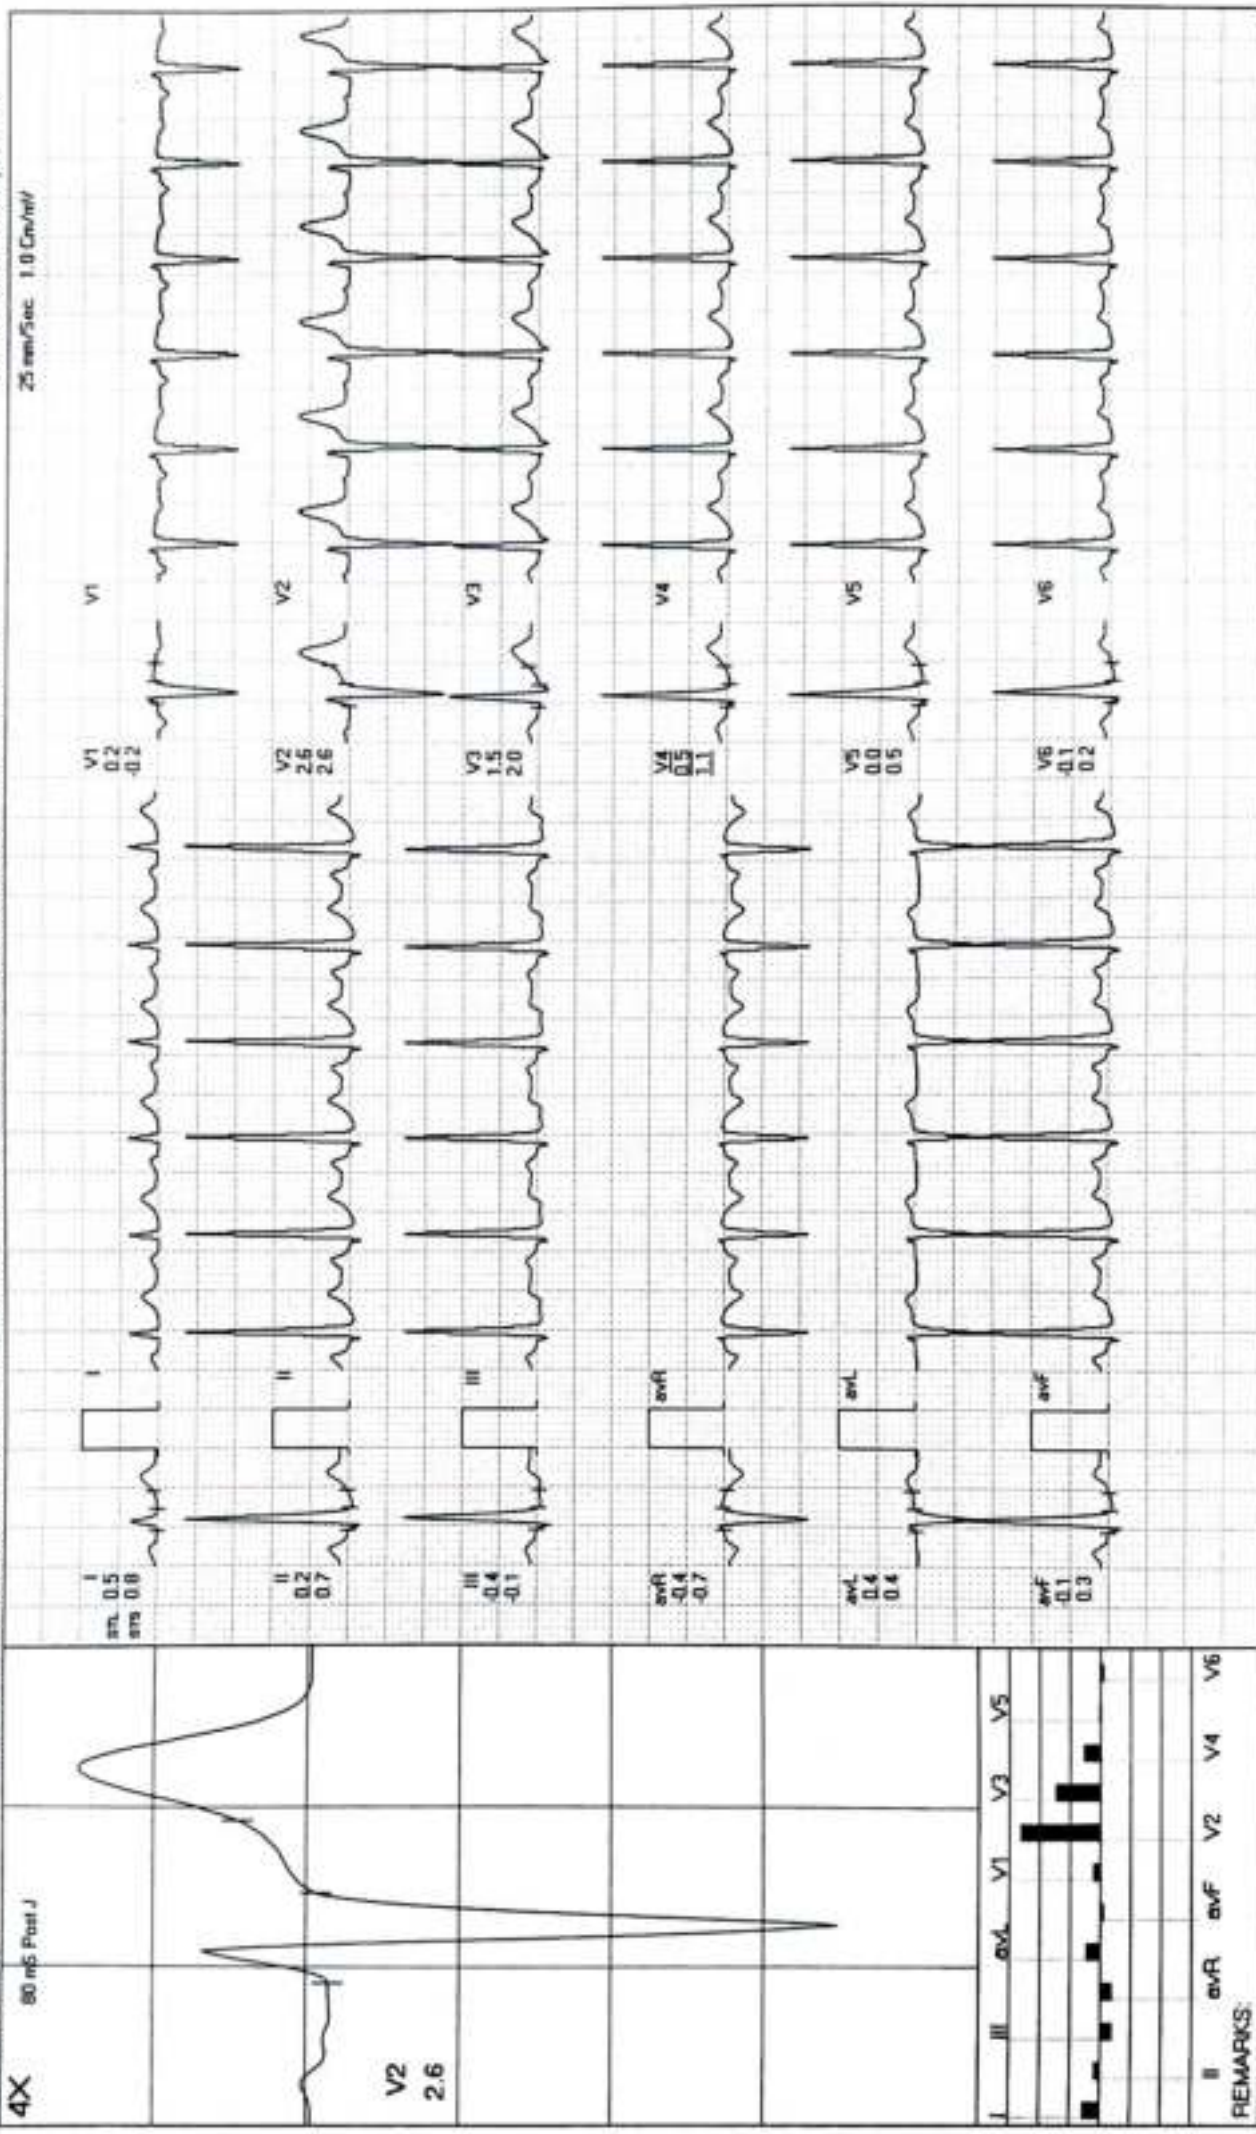 4X
80 mS Post J
25 mm/Sec 1.0 Cm/mV
V2
2.6
I
STL 0.5
STS 0.8
I
V1
0.2
-0.2
V1
II
0.2
0.7
II
V2
2.6
2.6
V2
III
-0.4
-0.1
III
V3
1.5
2.0
V3
avR
-0.4
-0.7
avR
V4
0.5
1.1
V4
avL
0.4
0.4
avL
V5
0.0
0.5
V5
avF
-0.1
0.3
avF
V6
-0.1
0.2
V6
I III avL V1 V3 V5
II avR avF V2 V4 V6
REMARKS: